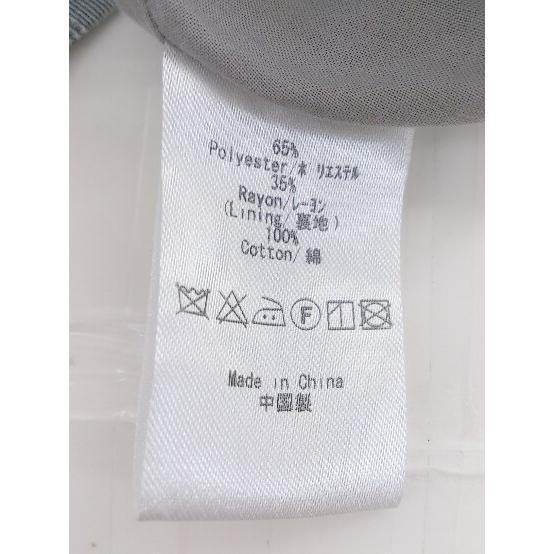 65%
Polyester/ポリエステル
35%
Rayon/レーヨン
(Lining/裏地)
100%
Cotton/綿
F
Made in China
中国製